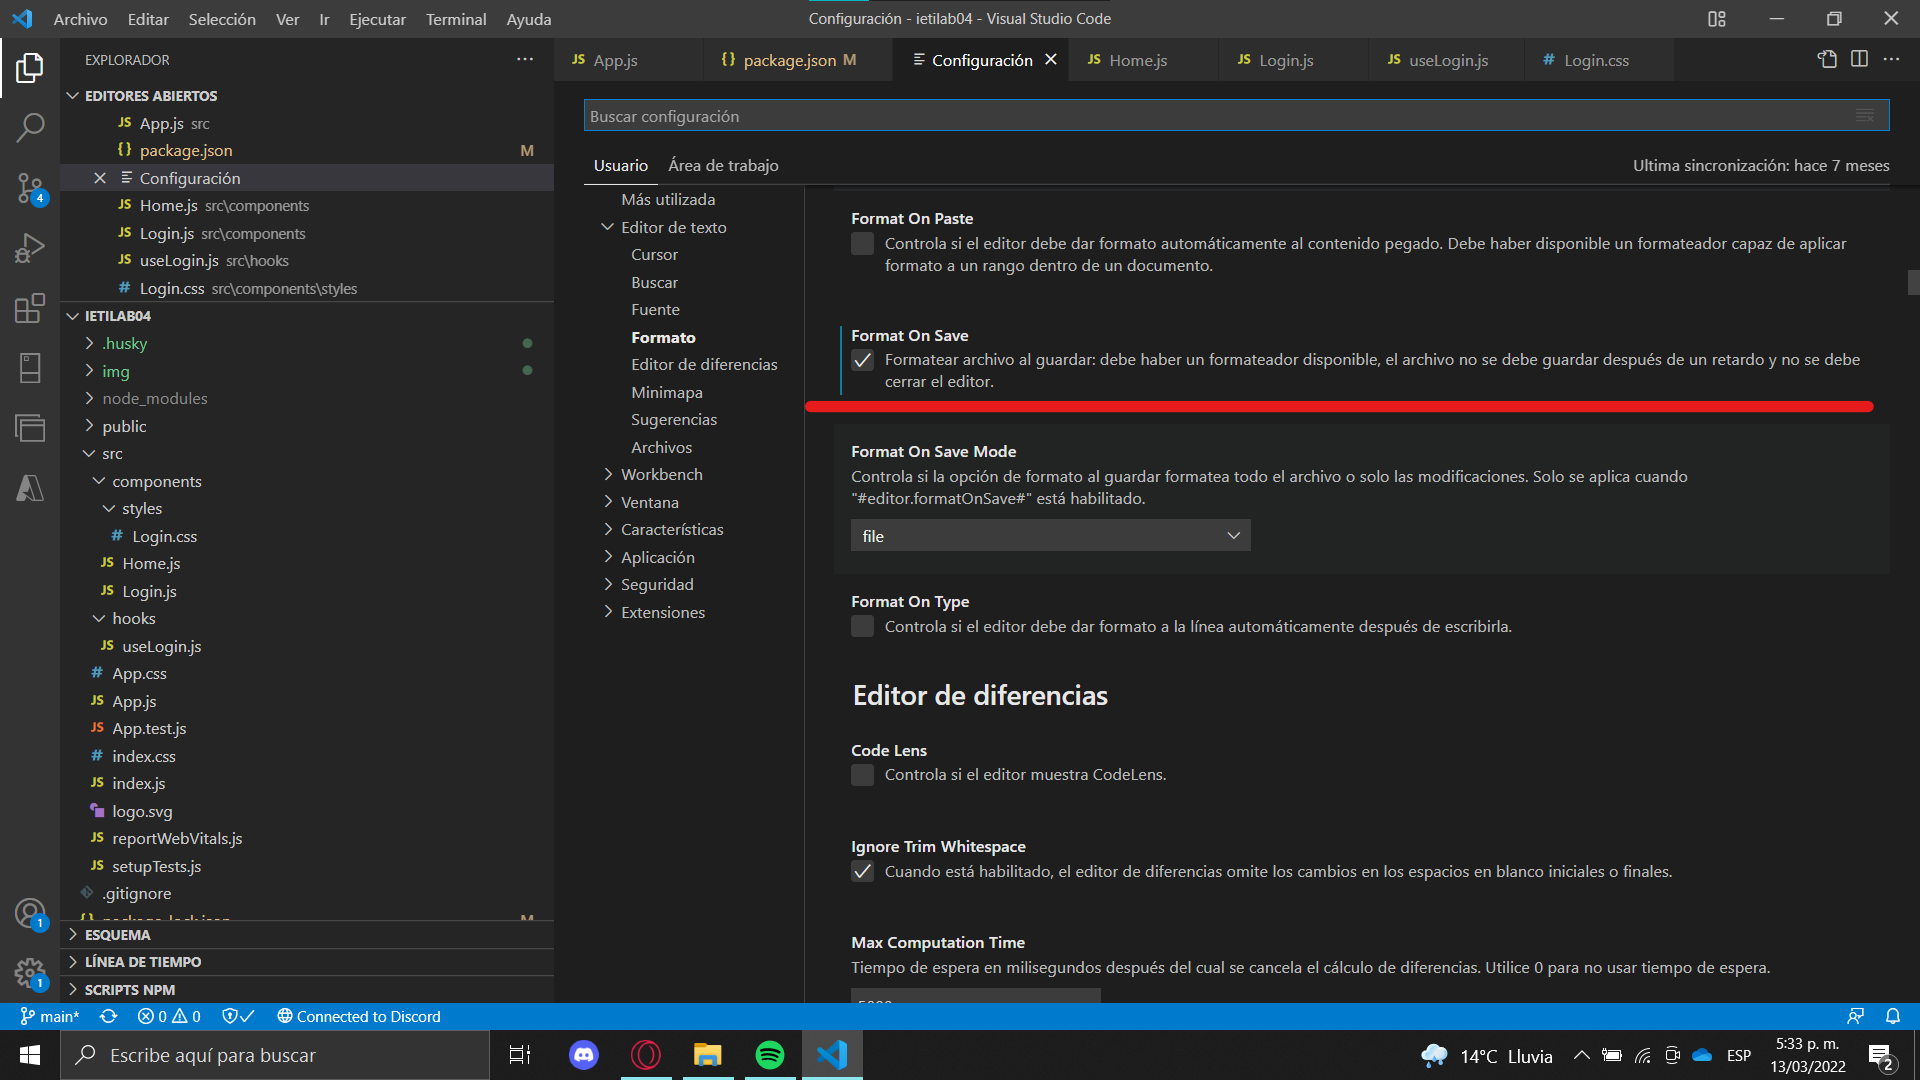 Archivo Editar Selección Ver Ir Ejecutar Terminal Ayuda
Configuración - ietilab04 - Visual Studio Code
EXPLORADOR
JS App.js
{} package.json M
Configuración
JS Home.js
JS Login.js
JS useLogin.js
# Login.css
EDITORES ABIERTOS
JS App.js src
{} package.json M
Configuración
JS Home.js src\components
JS Login.js src\components
JS useLogin.js src\hooks
# Login.css src\components\styles
IETILAB04
.husky
img
node_modules
public
src
components
styles
# Login.css
JS Home.js
JS Login.js
hooks
JS useLogin.js
# App.css
JS App.js
JS App.test.js
# index.css
JS index.js
logo.svg
JS reportWebVitals.js
JS setupTests.js
.gitignore
{} package-lock.json M
ESQUEMA
LÍNEA DE TIEMPO
SCRIPTS NPM
4
1
1
Buscar configuración
Usuario Área de trabajo
Ultima sincronización: hace 7 meses
Más utilizada
Editor de texto
Cursor
Buscar
Fuente
Formato
Editor de diferencias
Minimapa
Sugerencias
Archivos
Workbench
Ventana
Características
Aplicación
Seguridad
Extensiones
Format On Paste
Controla si el editor debe dar formato automáticamente al contenido pegado. Debe haber disponible un formateador capaz de aplicar
formato a un rango dentro de un documento.
Format On Save
Formatear archivo al guardar: debe haber un formateador disponible, el archivo no se debe guardar después de un retardo y no se debe
cerrar el editor.
Format On Save Mode
Controla si la opción de formato al guardar formatea todo el archivo o solo las modificaciones. Solo se aplica cuando
"#editor.formatOnSave#" está habilitado.
file
Format On Type
Controla si el editor debe dar formato a la línea automáticamente después de escribirla.
Editor de diferencias
Code Lens
Controla si el editor muestra CodeLens.
Ignore Trim Whitespace
Cuando está habilitado, el editor de diferencias omite los cambios en los espacios en blanco iniciales o finales.
Max Computation Time
Tiempo de espera en milisegundos después del cual se cancela el cálculo de diferencias. Utilice 0 para no usar tiempo de espera.
5000
main* 0 0 Connected to Discord
Escribe aquí para buscar
14°C Lluvia
ESP
5:33 p. m.
13/03/2022
2